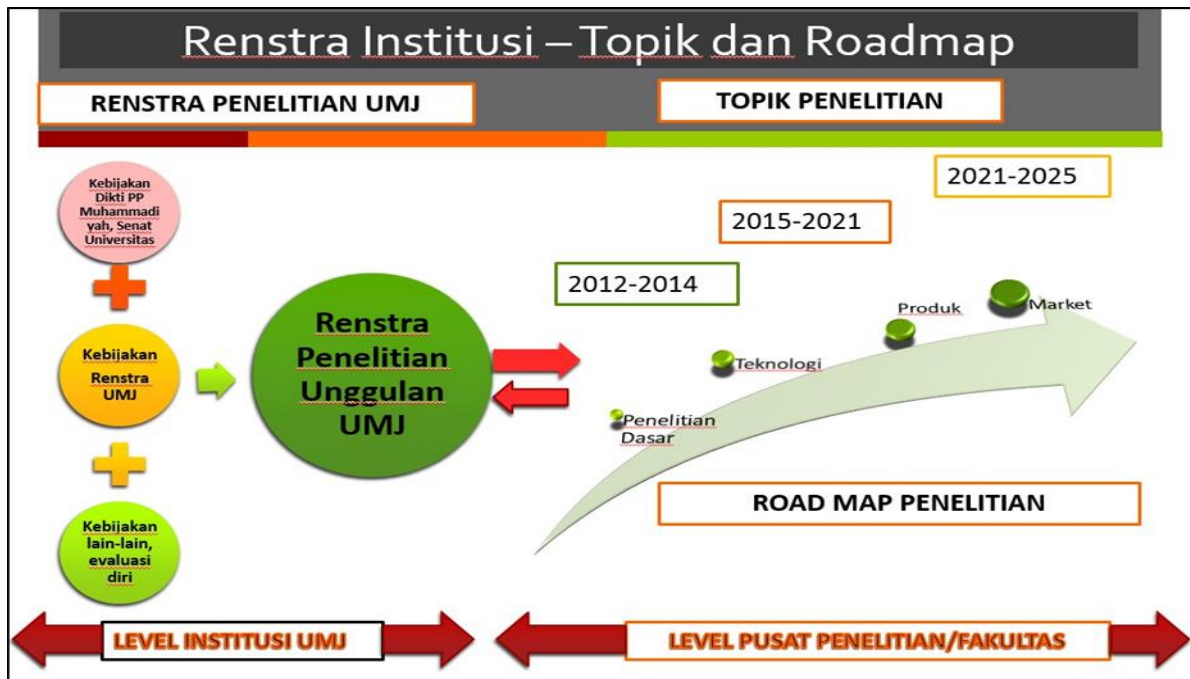 Renstra Institusi – Topik dan Roadmap
RENSTRA PENELITIAN UMJ
TOPIK PENELITIAN
Kebijakan
Dikti PP
Muhammadi
yah, Senat
Universitas
Kebijakan
Renstra
UMJ
Kebijakan
lain-lain,
evaluasi
diri
Renstra
Penelitian
Unggulan
UMJ
2012-2014
2015-2021
2021-2025
Penelitian
Dasar
Teknologi
Produk
Market
ROAD MAP PENELITIAN
LEVEL INSTITUSI UMJ
LEVEL PUSAT PENELITIAN/FAKULTAS